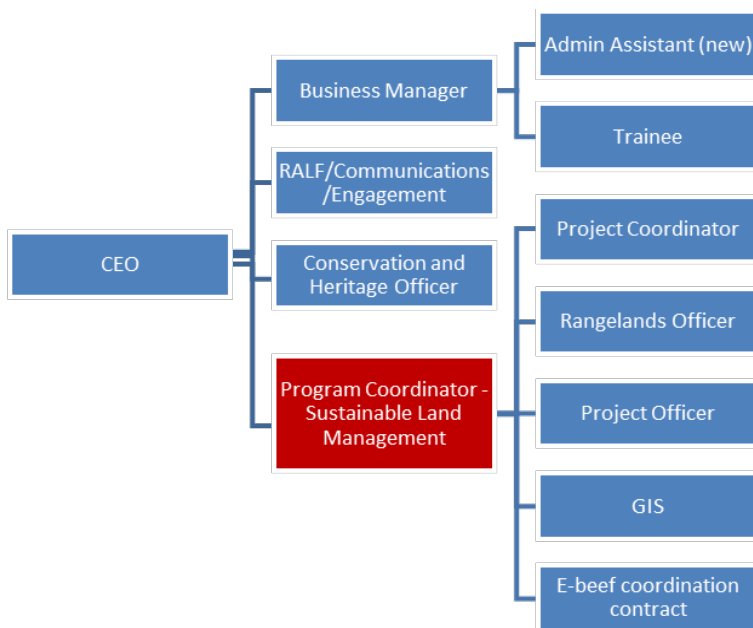 CEO
Business Manager
RALF/Communications
/Engagement
Conservation and
Heritage Officer
Program Coordinator -
Sustainable Land
Management
Admin Assistant (new)
Trainee
Project Coordinator
Rangelands Officer
Project Officer
GIS
E-beef coordination
contract